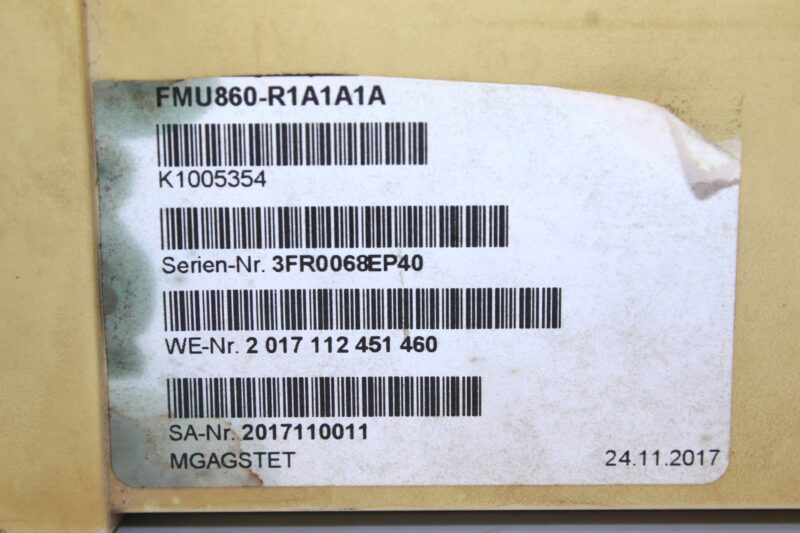 FMU860-R1A1A1A
K1005354
Serien-Nr. 3FR0068EP40
WE-Nr. 2 017 112 451 460
SA-Nr. 2017110011
MGAGSTET
24.11.2017